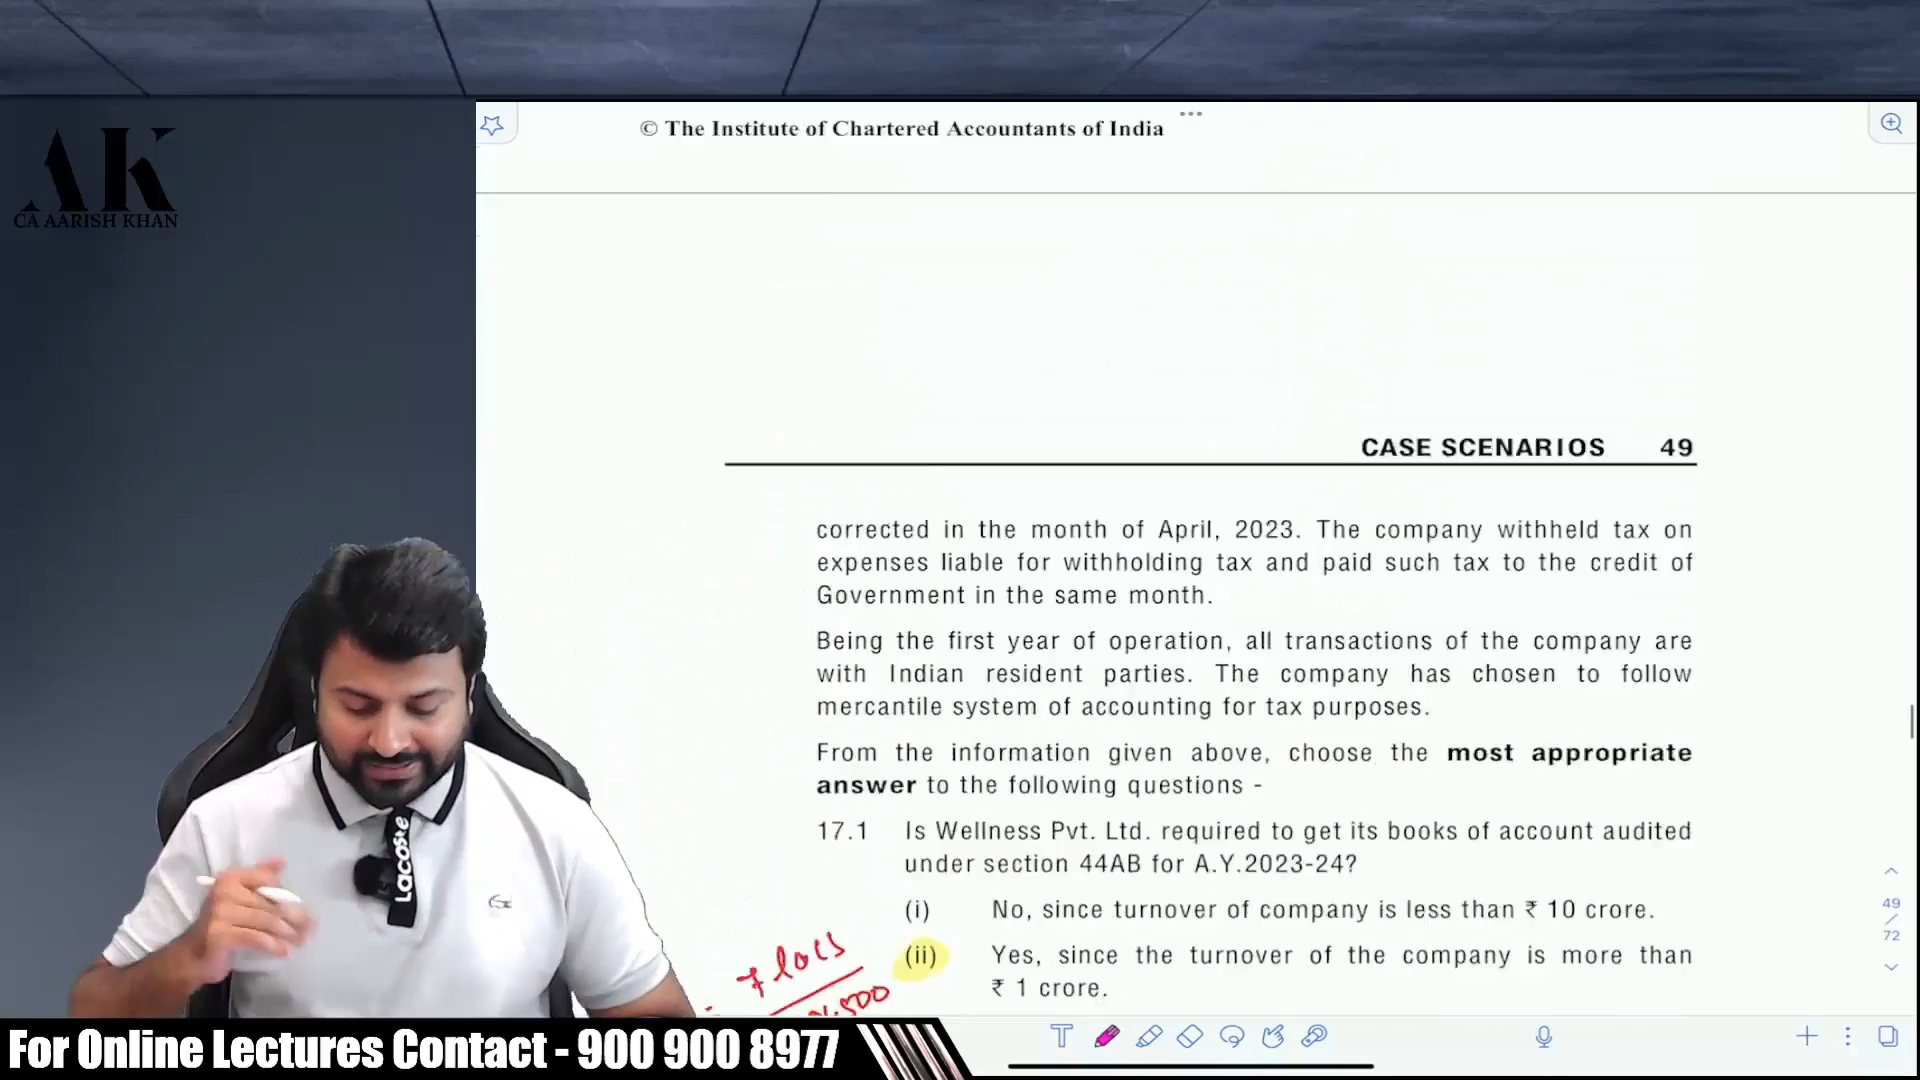 AK
CA AARISH KHAN
© The Institute of Chartered Accountants of India
CASE SCENARIOS 49
corrected in the month of April, 2023. The company withheld tax on
expenses liable for withholding tax and paid such tax to the credit of
Government in the same month.
Being the first year of operation, all transactions of the company are
with Indian resident parties. The company has chosen to follow
mercantile system of accounting for tax purposes.
From the information given above, choose the most appropriate
answer to the following questions -
17.1 Is Wellness Pvt. Ltd. required to get its books of account audited
under section 44AB for A.Y.2023-24?
(i) No, since turnover of company is less than ₹ 10 crore.
(ii) Yes, since the turnover of the company is more than
₹ 1 crore.
7 lacs
49
/
72
Lacoste
T
For Online Lectures Contact - 900 900 8977